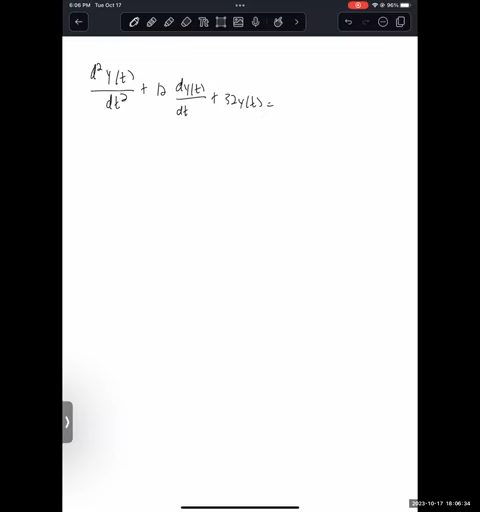 6:06 PM Tue Oct 17
96%
d²y(t)/dt² + 12 dy(t)/dt + 32y(t) =
2023-10-17 18:06:34